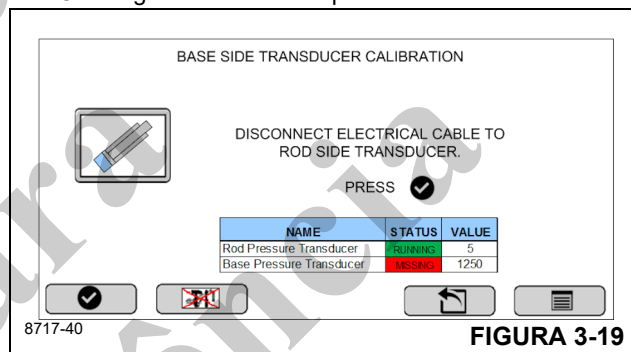 BASE SIDE TRANSDUCER CALIBRATION
DISCONNECT ELECTRICAL CABLE TO
ROD SIDE TRANSDUCER.
PRESS
NAME STATUS VALUE
Rod Pressure Transducer RUNNING 5
Base Pressure Transducer MISSING 1250
8717-40
FIGURA 3-19